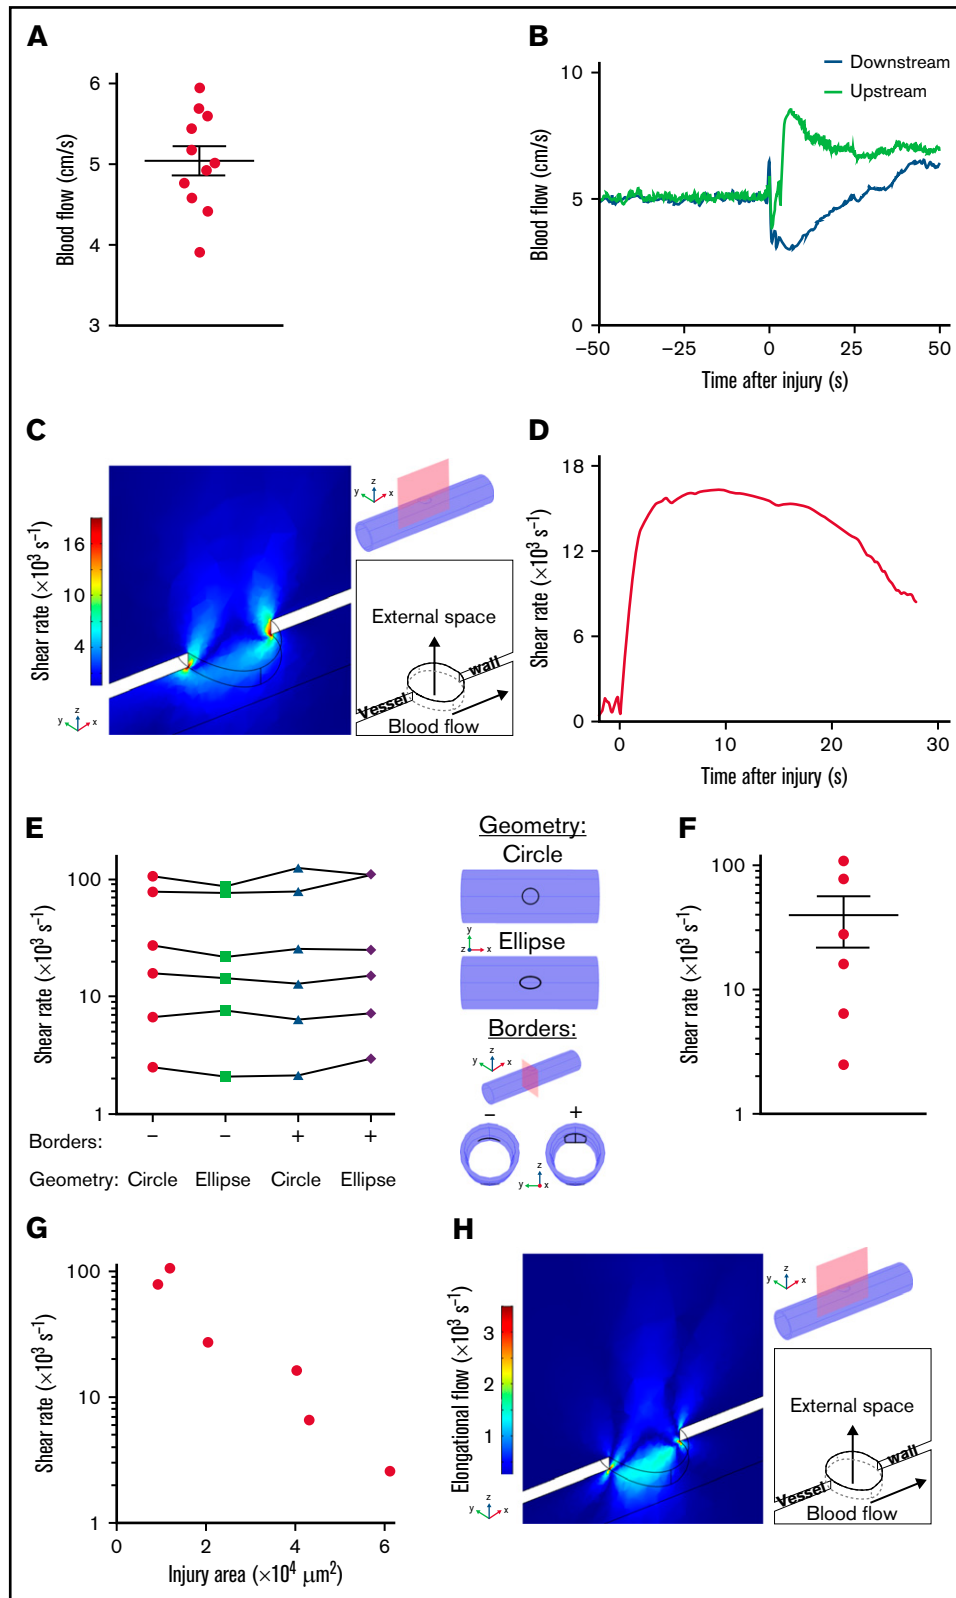 A
Blood flow (cm/s)
6
5
4
3
B
Downstream
Upstream
Blood flow (cm/s)
10
5
0
−50
−25
0
25
50
Time after injury (s)
C
Shear rate (×10³ s⁻¹)
16
10
4
z
y
x
z
y
x
External space
wall
Vessel
Blood flow
D
Shear rate (×10³ s⁻¹)
18
12
6
0
0
10
20
30
Time after injury (s)
E
Shear rate (×10³ s⁻¹)
100
10
1
Borders: − − + +
Geometry: Circle Ellipse Circle Ellipse
Geometry:
Circle
y
z
x
Ellipse
Borders:
z
y
x
− +
z
y
x
F
Shear rate (×10³ s⁻¹)
100
10
1
G
Shear rate (×10³ s⁻¹)
100
10
1
0
2
4
6
Injury area (×10⁴ μm²)
H
Elongational flow (×10³ s⁻¹)
3
2
1
z
y
x
z
y
x
External space
wall
Vessel
Blood flow